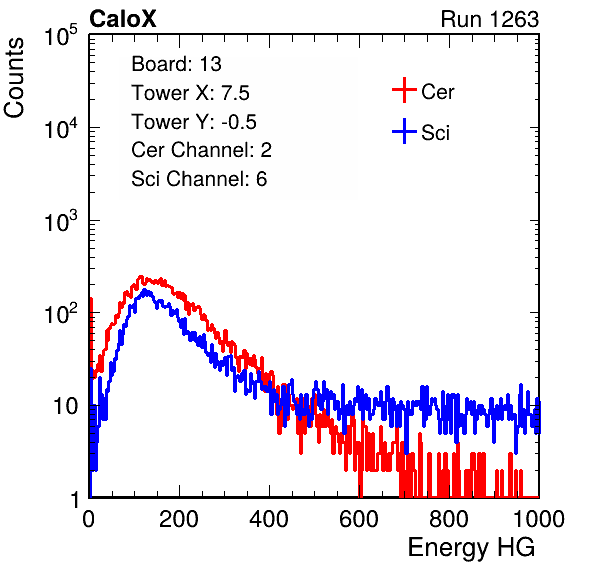 CaloX Run 1263
Counts
10^5
10^4
10^3
10^2
10
1
Board: 13
Tower X: 7.5
Tower Y: -0.5
Cer Channel: 2
Sci Channel: 6
Cer
Sci
0 200 400 600 800 1000
Energy HG